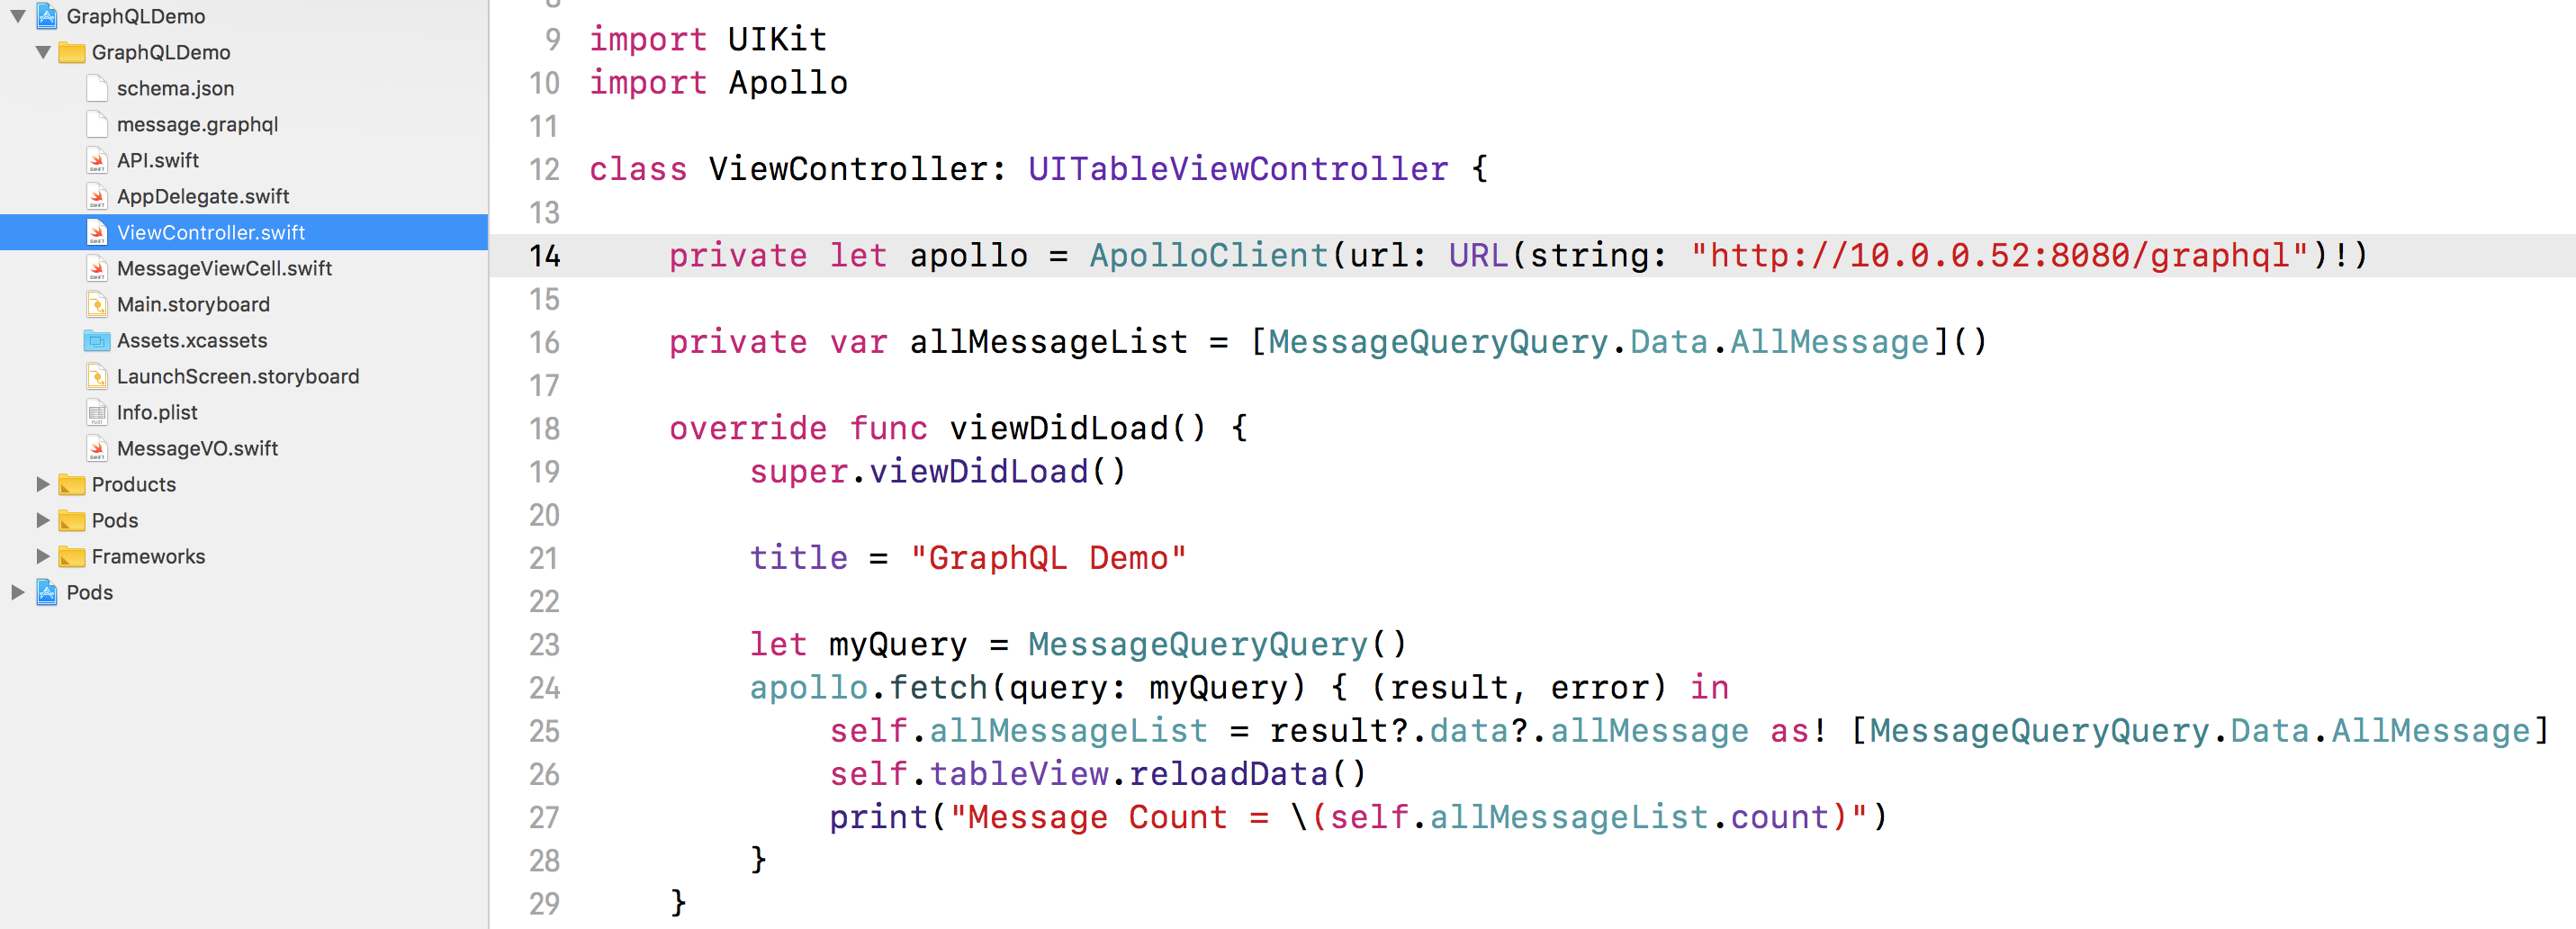 GraphQLDemo
GraphQLDemo
schema.json
message.graphql
API.swift
AppDelegate.swift
ViewController.swift
MessageViewCell.swift
Main.storyboard
Assets.xcassets
LaunchScreen.storyboard
Info.plist
MessageVO.swift
Products
Pods
Frameworks
Pods
9 import UIKit
10 import Apollo
11
12 class ViewController: UITableViewController {
13
14 private let apollo = ApolloClient(url: URL(string: "http://10.0.0.52:8080/graphql")!)
15
16 private var allMessageList = [MessageQueryQuery.Data.AllMessage]()
17
18 override func viewDidLoad() {
19 super.viewDidLoad()
20
21 title = "GraphQL Demo"
22
23 let myQuery = MessageQueryQuery()
24 apollo.fetch(query: myQuery) { (result, error) in
25 self.allMessageList = result?.data?.allMessage as! [MessageQueryQuery.Data.AllMessage]
26 self.tableView.reloadData()
27 print("Message Count = \(self.allMessageList.count)")
28 }
29 }